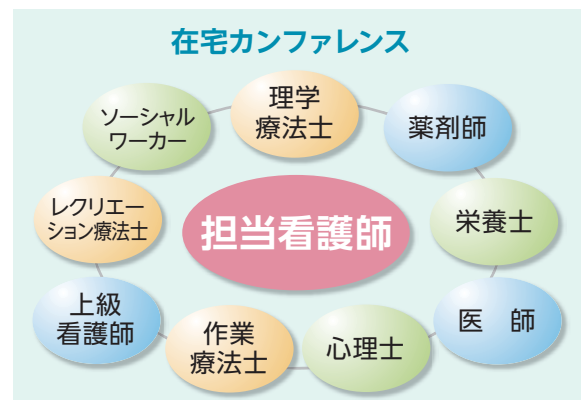 在宅カンファレンス
理学
療法士
ソーシャル
ワーカー
薬剤師
レクリエー
ション療法士
担当看護師
栄養士
上級
看護師
作業
療法士
心理士
医　師